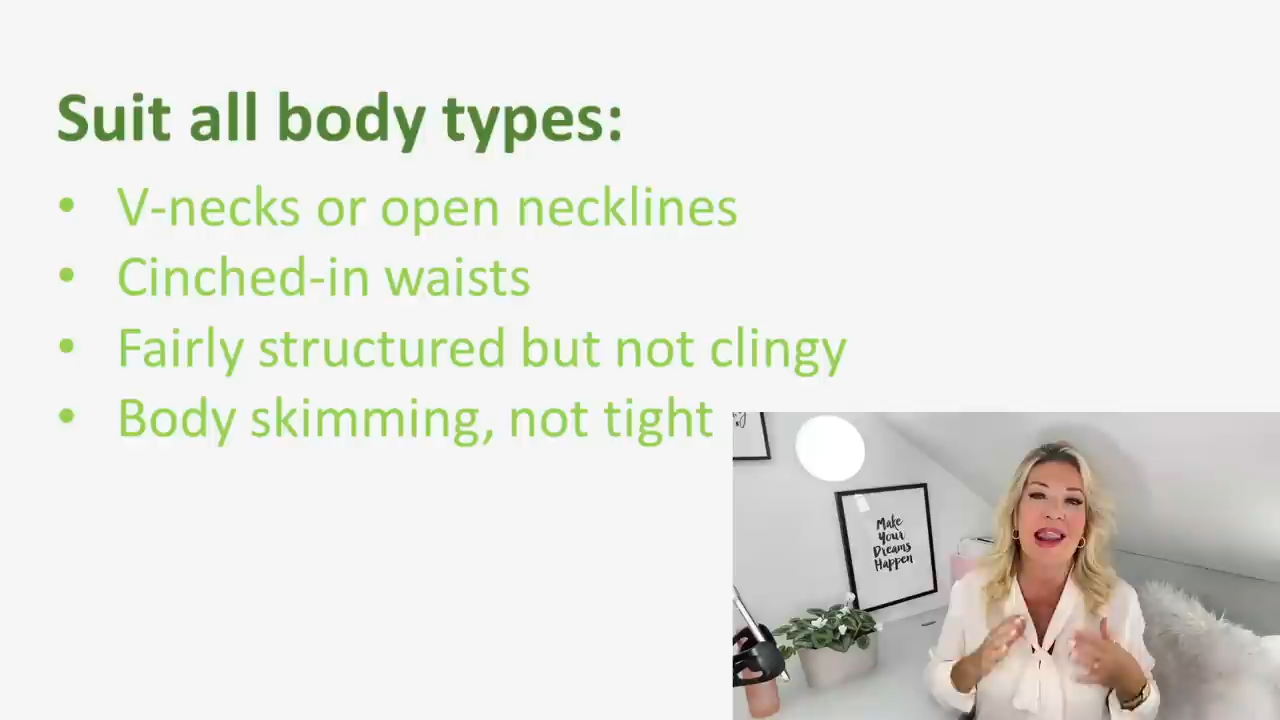 Suit all body types:
• V-necks or open necklines
• Cinched-in waists
• Fairly structured but not clingy
• Body skimming, not tight
Make
Your
Dreams
Happen